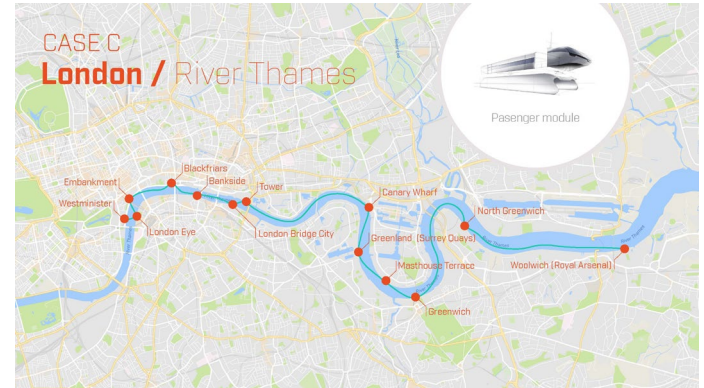 CASE C
London / River Thames
Pasenger module
Blackfriars
Embankment
Bankside
Tower
Westminister
Canary Wharf
North Greenwich
London Eye
London Bridge City
Greenland (Surrey Quays)
Masthouse Terrace
Woolwich (Royal Arsenal)
Greenwich